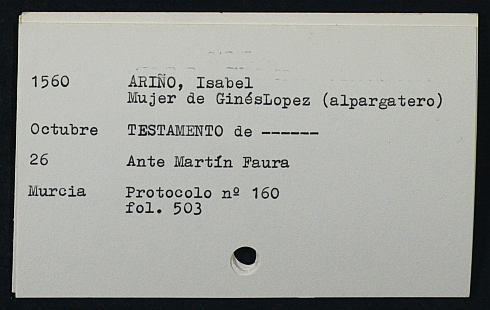 1560 ARIÑO, Isabel
Mujer de GinésLopez (alpargatero)
Octubre TESTAMENTO de ------
26 Ante Martín Faura
Murcia Protocolo nº 160
fol. 503